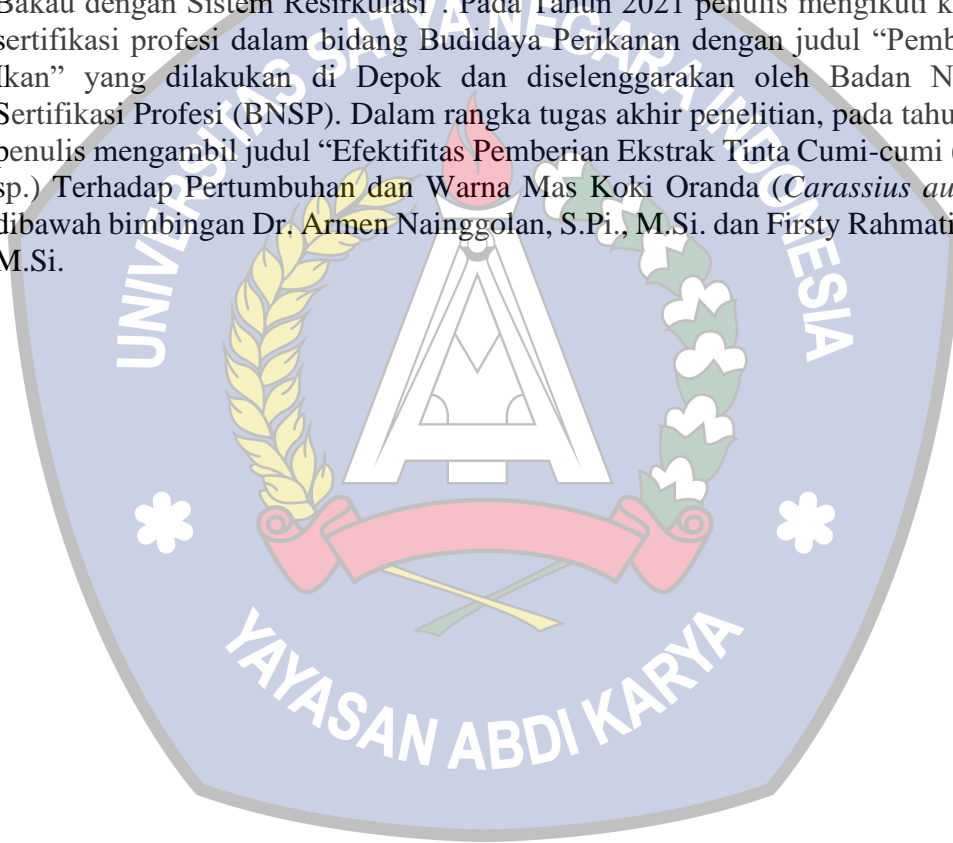 Bakau dengan Sistem Resirkulasi”. Pada Tahun 2021 penulis mengikuti k
sertifikasi profesi dalam bidang Budidaya Perikanan dengan judul “Pemb
Ikan” yang dilakukan di Depok dan diselenggarakan oleh Badan N
Sertifikasi Profesi (BNSP). Dalam rangka tugas akhir penelitian, pada tahu
penulis mengambil judul “Efektifitas Pemberian Ekstrak Tinta Cumi-cumi (
sp.) Terhadap Pertumbuhan dan Warna Mas Koki Oranda (Carassius au
dibawah bimbingan Dr. Armen Nainggolan, S.Pi., M.Si. dan Firsty Rahmati
M.Si.
UNIVERSITAS SATYA NEGARA INDONESIA
YAYASAN ABDI KARYA